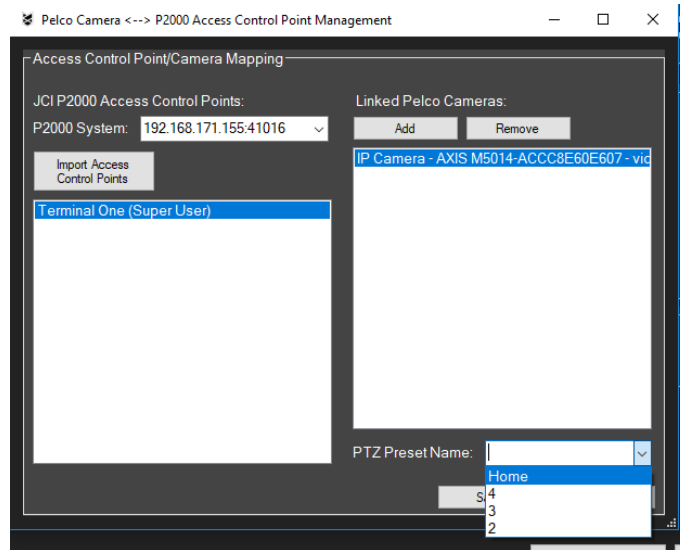 Pelco Camera <--> P2000 Access Control Point Management
Access Control Point/Camera Mapping
JCI P2000 Access Control Points:
P2000 System: 192.168.171.155:41016
Import Access
Control Points
Terminal One (Super User)
Linked Pelco Cameras:
Add Remove
IP Camera - AXIS M5014-ACCC8E60E607 - vic
PTZ Preset Name:
Home
4
3
2